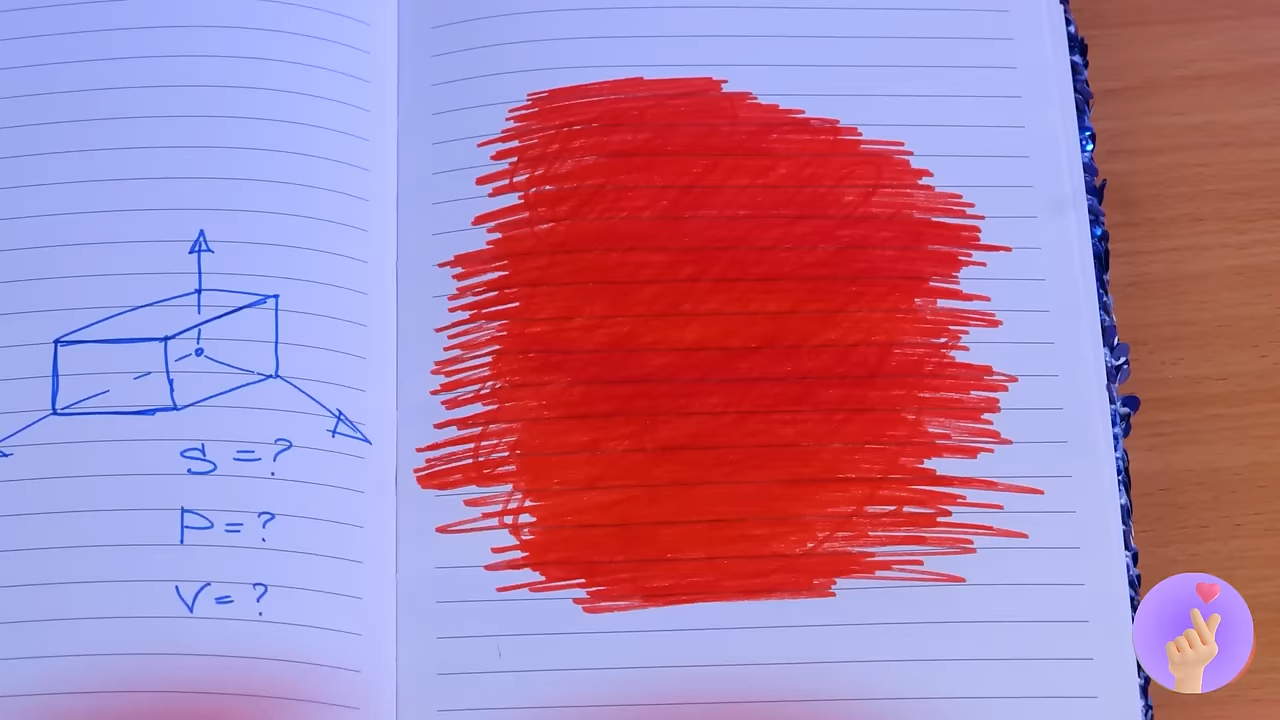 S = ?
P = ?
V = ?